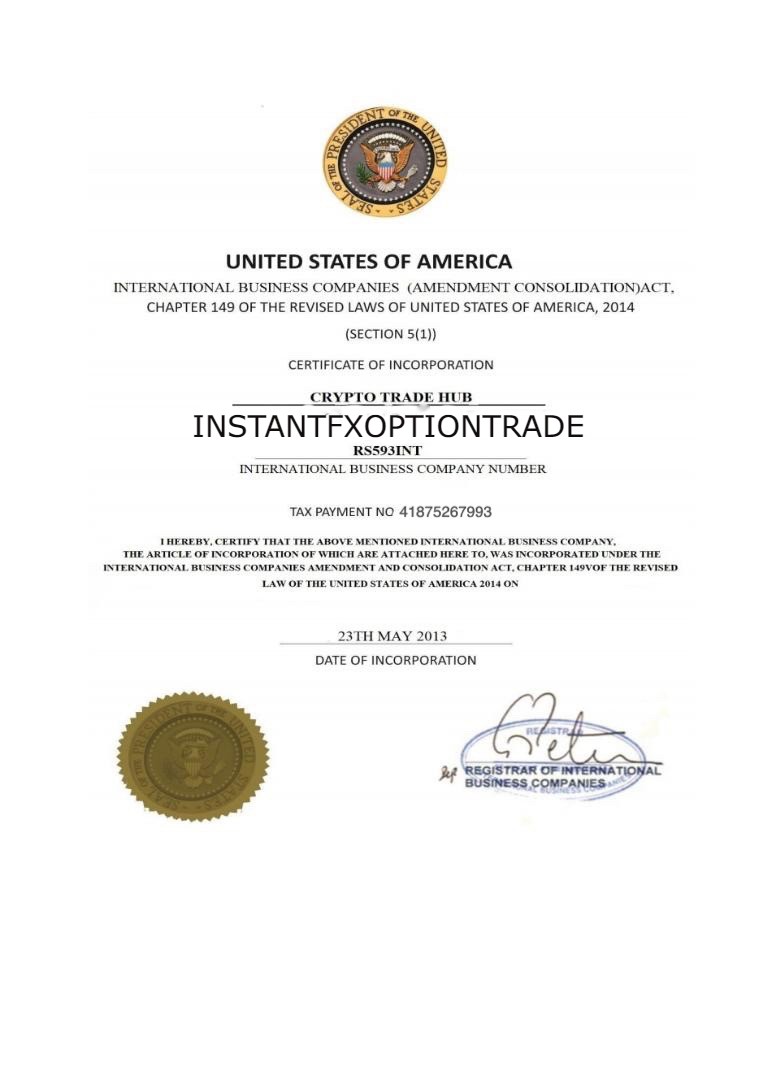 SEAL OF THE PRESIDENT OF THE UNITED STATES
UNITED STATES OF AMERICA
INTERNATIONAL BUSINESS COMPANIES (AMENDMENT CONSOLIDATION)ACT,
CHAPTER 149 OF THE REVISED LAWS OF UNITED STATES OF AMERICA, 2014
(SECTION 5(1))
CERTIFICATE OF INCORPORATION
CRYPTO TRADE HUB
INSTANTFXOPTIONTRADE
RS593INT
INTERNATIONAL BUSINESS COMPANY NUMBER
TAX PAYMENT NO 41875267993
I HEREBY, CERTIFY THAT THE ABOVE MENTIONED INTERNATIONAL BUSINESS COMPANY,
THE ARTICLE OF INCORPORATION OF WHICH ARE ATTACHED HERE TO, WAS INCORPORATED UNDER THE
INTERNATIONAL BUSINESS COMPANIES AMENDMENT AND CONSOLIDATION ACT, CHAPTER 149VOF THE REVISED
LAW OF THE UNITED STATES OF AMERICA 2014 ON
23TH MAY 2013
DATE OF INCORPORATION
SEAL OF THE PRESIDENT OF THE UNITED STATES
REGISTRAR OF INTERNATIONAL
BUSINESS COMPANIES